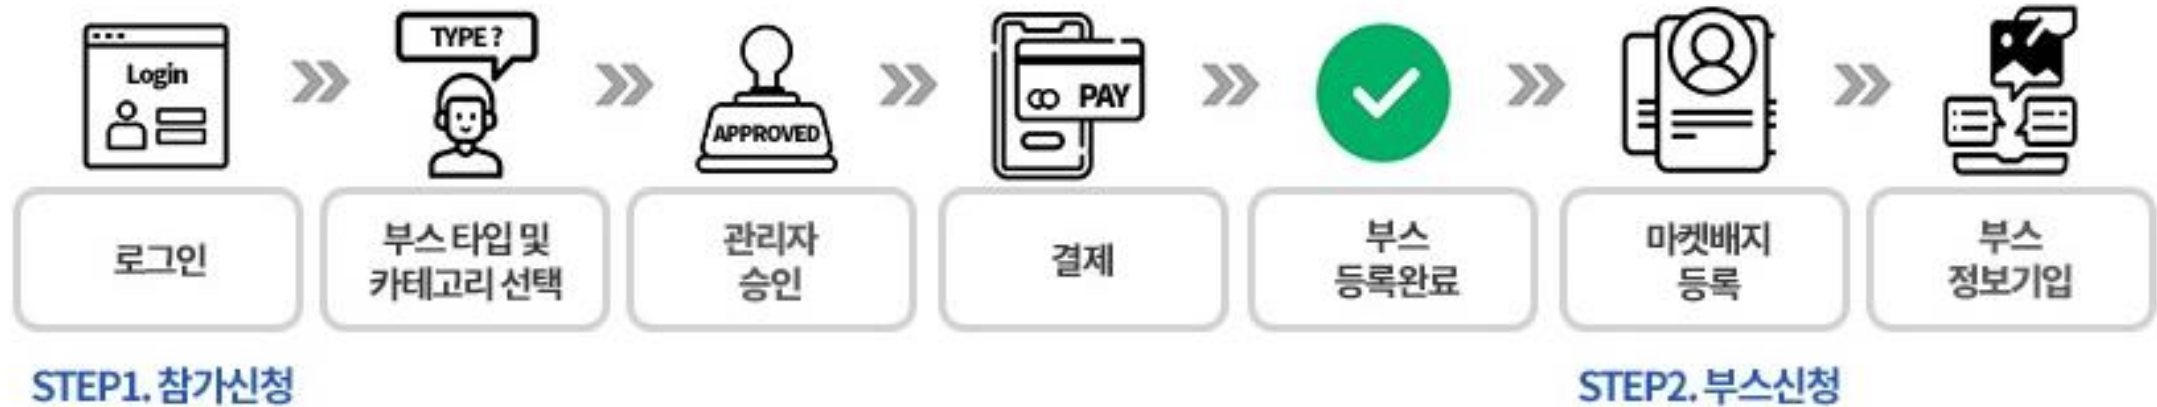 Login
TYPE ?
APPROVED
PAY
로그인
부스 타입 및
카테고리 선택
관리자
승인
결제
부스
등록완료
마켓배지
등록
부스
정보기입
STEP1. 참가신청
STEP2. 부스신청